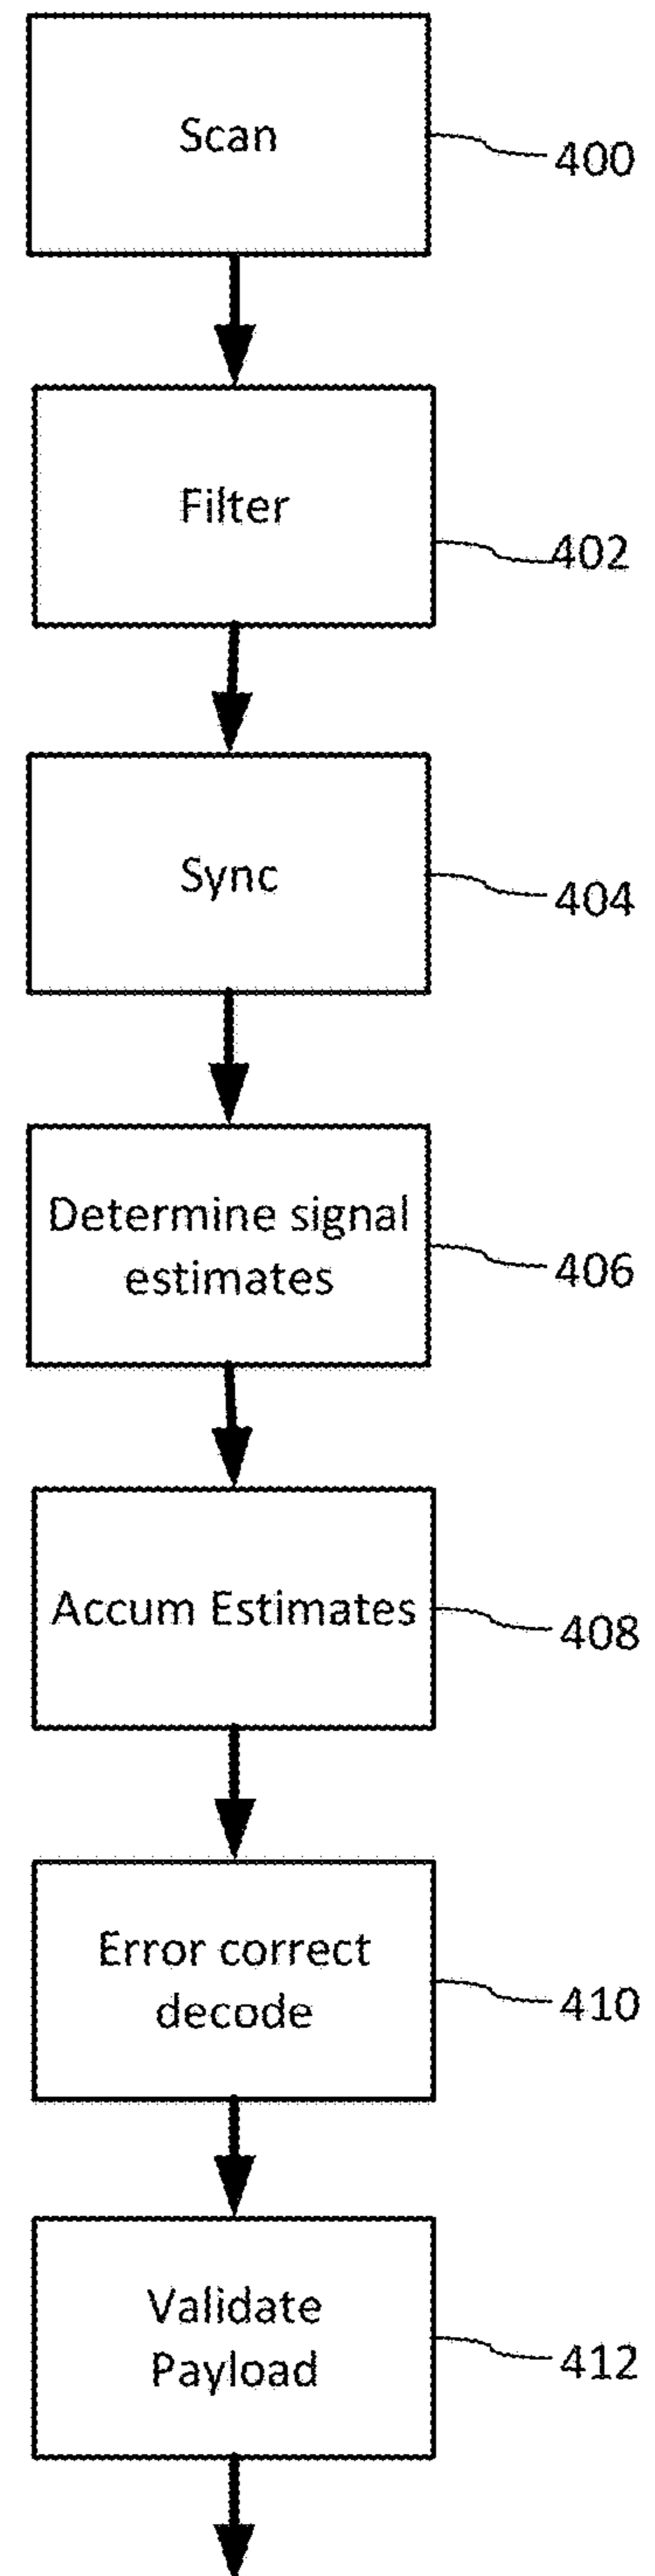 Scan
400
Filter
402
Sync
404
Determine signal
estimates
406
Accum Estimates
408
Error correct
decode
410
Validate
Payload
412